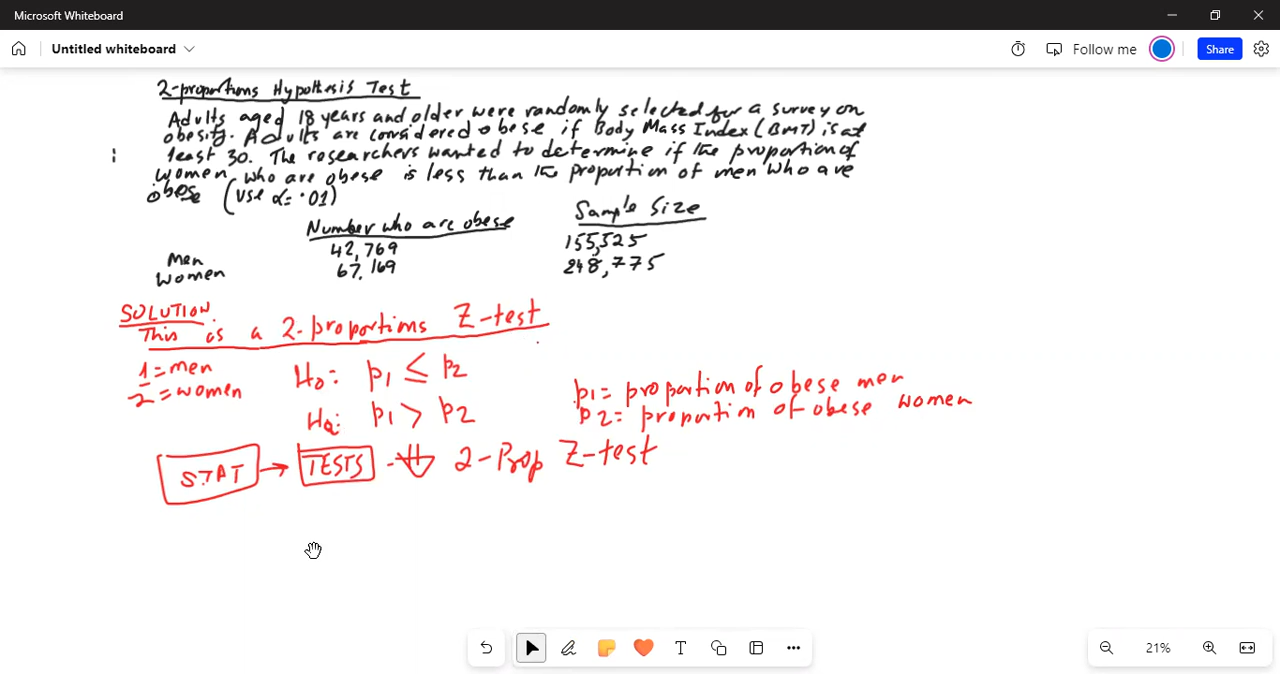 Microsoft Whiteboard
Untitled whiteboard
Follow me
Share
2-proportions Hypothesis Test
Adults aged 18 years and older were randomly selected for a survey on
obesity. Adults are considered obese if Body Mass Index (BMI) is at
least 30. The researchers wanted to determine if the proportion of
women who are obese is less than the proportion of men who are
obese (use α= .01)
Number who are obese Sample Size
Men 42,769 155,525
Women 67,169 248,775
SOLUTION.
This is a 2-proportions Z-test
1 = men
2 = women
H0: p1 ≤ p2
Ha: p1 > p2
p1= proportion of obese men
p2= proportion of obese women
STAT → TESTS 2-Prop Z-test
21%